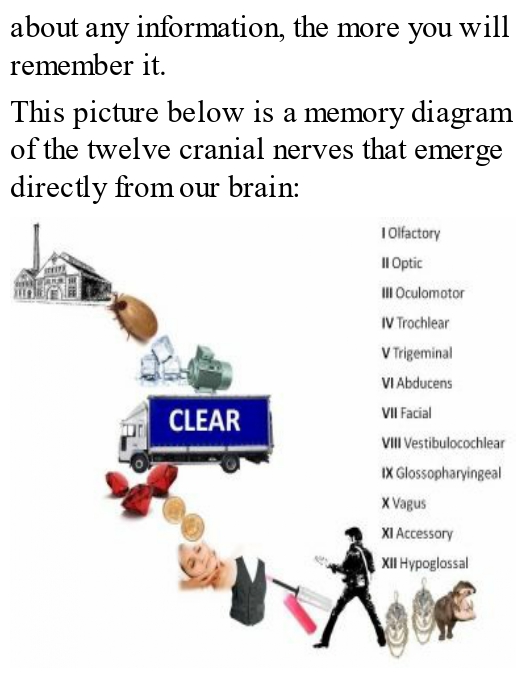 about any information, the more you will
remember it.
This picture below is a memory diagram
of the twelve cranial nerves that emerge
directly from our brain:
I Olfactory
II Optic
III Oculomotor
IV Trochlear
V Trigeminal
VI Abducens
CLEAR
VII Facial
VIII Vestibulocochlear
IX Glossopharyingeal
X Vagus
XI Accessory
XII Hypoglossal